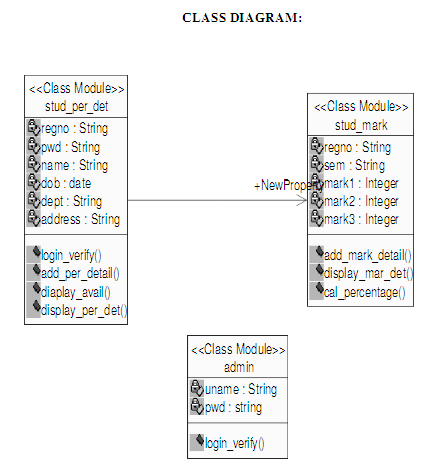 CLASS DIAGRAM:
<<Class Module>>
stud_per_det
regno : String
pwd : String
name : String
dob : date
dept : String
address : String
login_verify()
add_per_detail()
diaplay_avail()
display_per_det()
+NewProperty
<<Class Module>>
stud_mark
regno : String
sem : String
mark1 : Integer
mark2 : Integer
mark3 : Integer
add_mark_detail()
display_mar_det()
cal_percentage()
<<Class Module>>
admin
uname : String
pwd : string
login_verify()